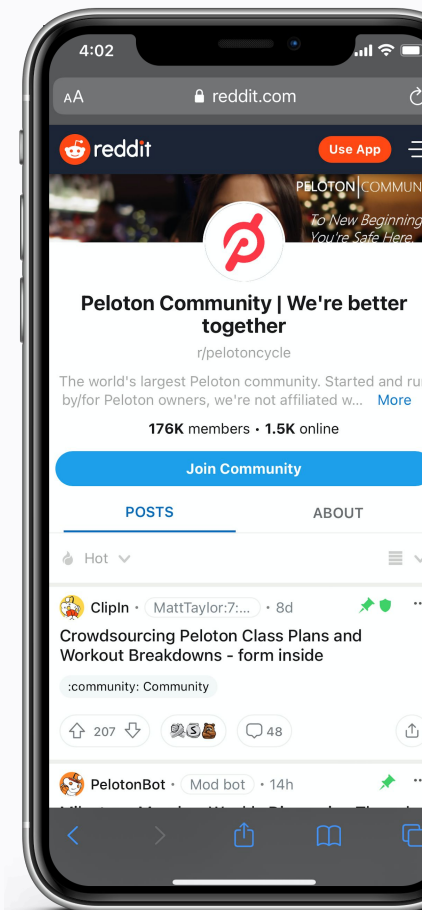 4:02
AA reddit.com
reddit Use App
PELOTON COMMUN
To New Beginning
You're Safe Here.
Peloton Community | We're better
together
r/pelotoncycle
The world's largest Peloton community. Started and ru
by/for Peloton owners, we're not affiliated w... More
176K members • 1.5K online
Join Community
POSTS ABOUT
Hot
ClipIn • MattTaylor:7:... • 8d
Crowdsourcing Peloton Class Plans and
Workout Breakdowns - form inside
:community: Community
207 48
PelotonBot • Mod bot • 14h